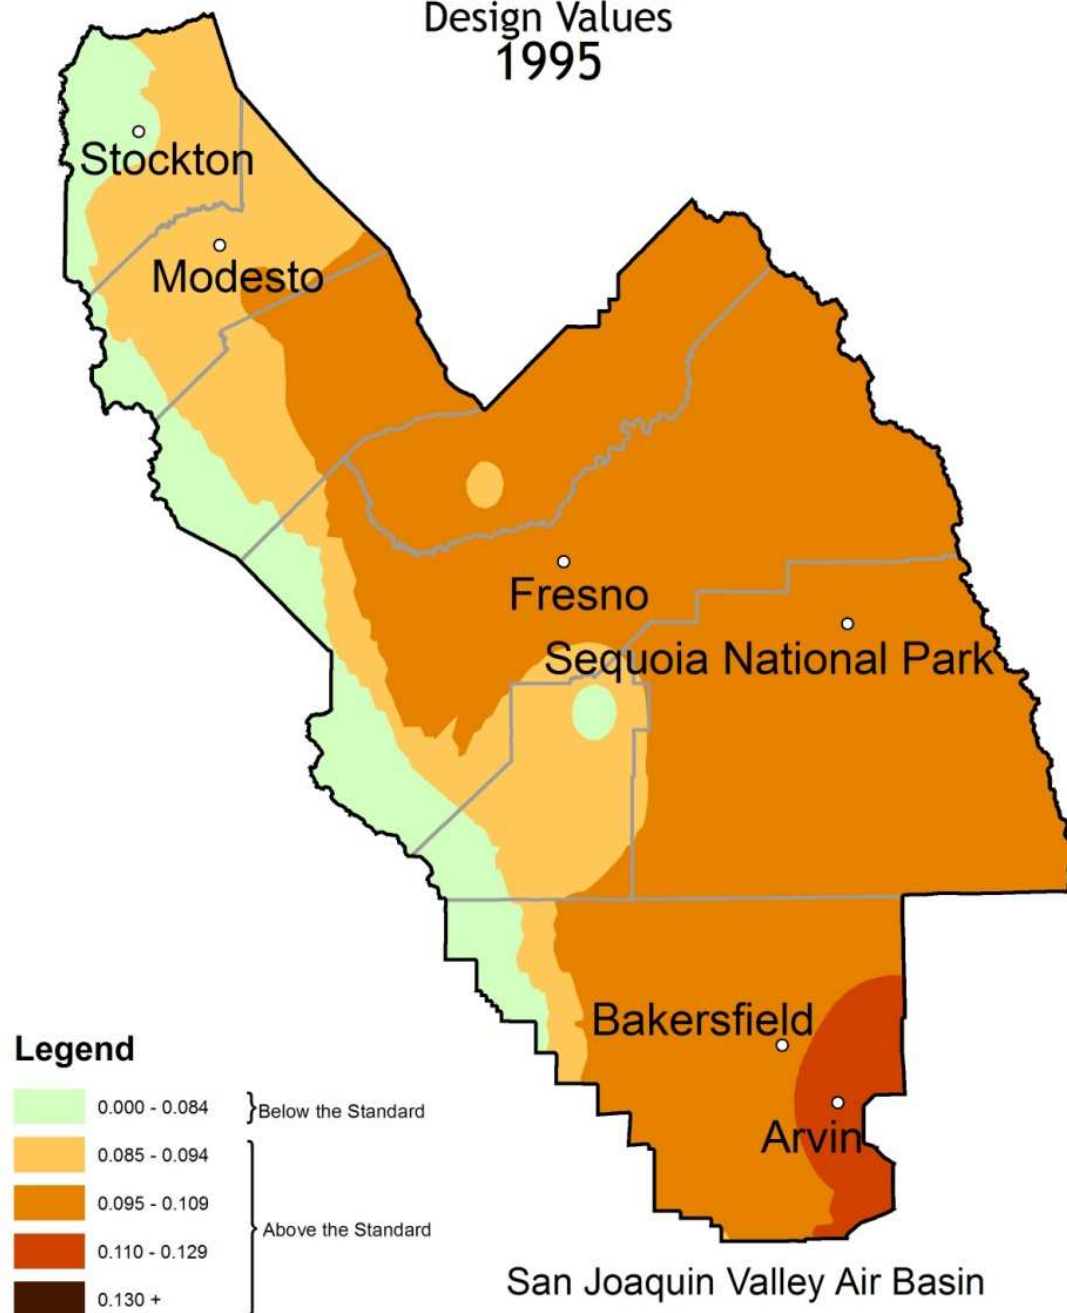 Design Values
1995
Stockton
Modesto
Fresno
Sequoia National Park
Bakersfield
Arvin
Legend
0.000 - 0.084
Below the Standard
0.085 - 0.094
0.095 - 0.109
Above the Standard
0.110 - 0.129
0.130 +
San Joaquin Valley Air Basin